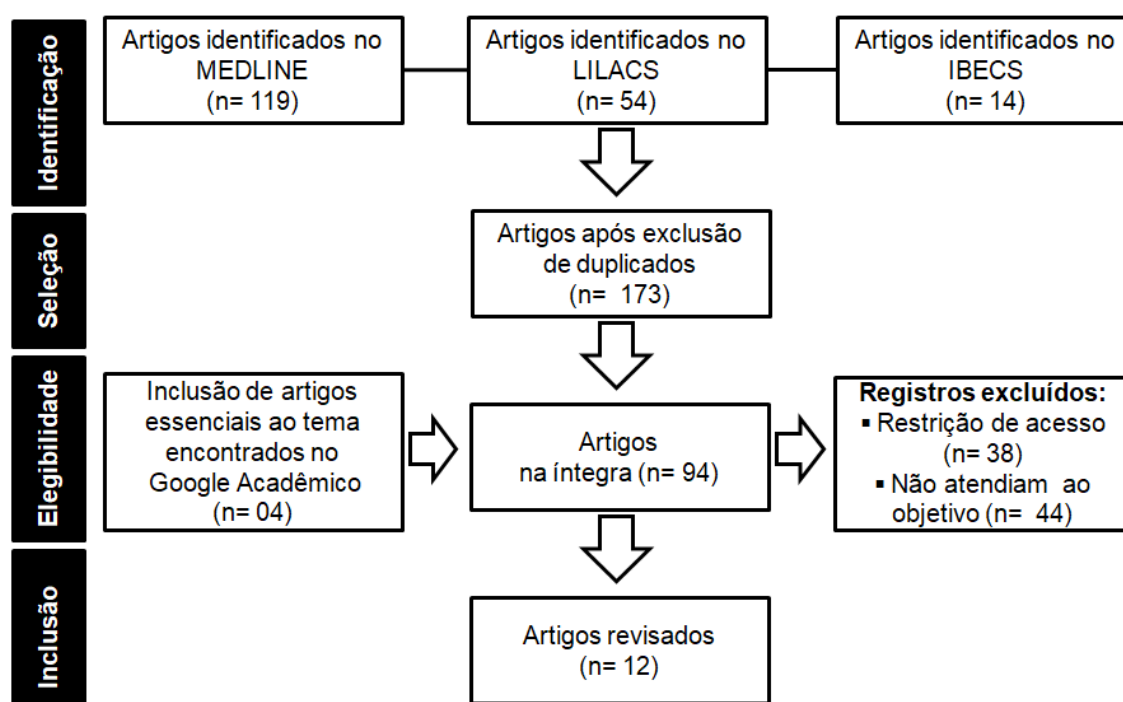 Identificação
Artigos identificados no
MEDLINE
(n= 119)
Artigos identificados no
LILACS
(n= 54)
Artigos identificados no
IBECS
(n= 14)
Seleção
Artigos após exclusão
de duplicados
(n= 173)
Elegibilidade
Inclusão de artigos
essenciais ao tema
encontrados no
Google Acadêmico
(n= 04)
Artigos
na íntegra (n= 94)
Registros excluídos:
▪ Restrição de acesso
(n= 38)
▪ Não atendiam ao
objetivo (n= 44)
Inclusão
Artigos revisados
(n= 12)